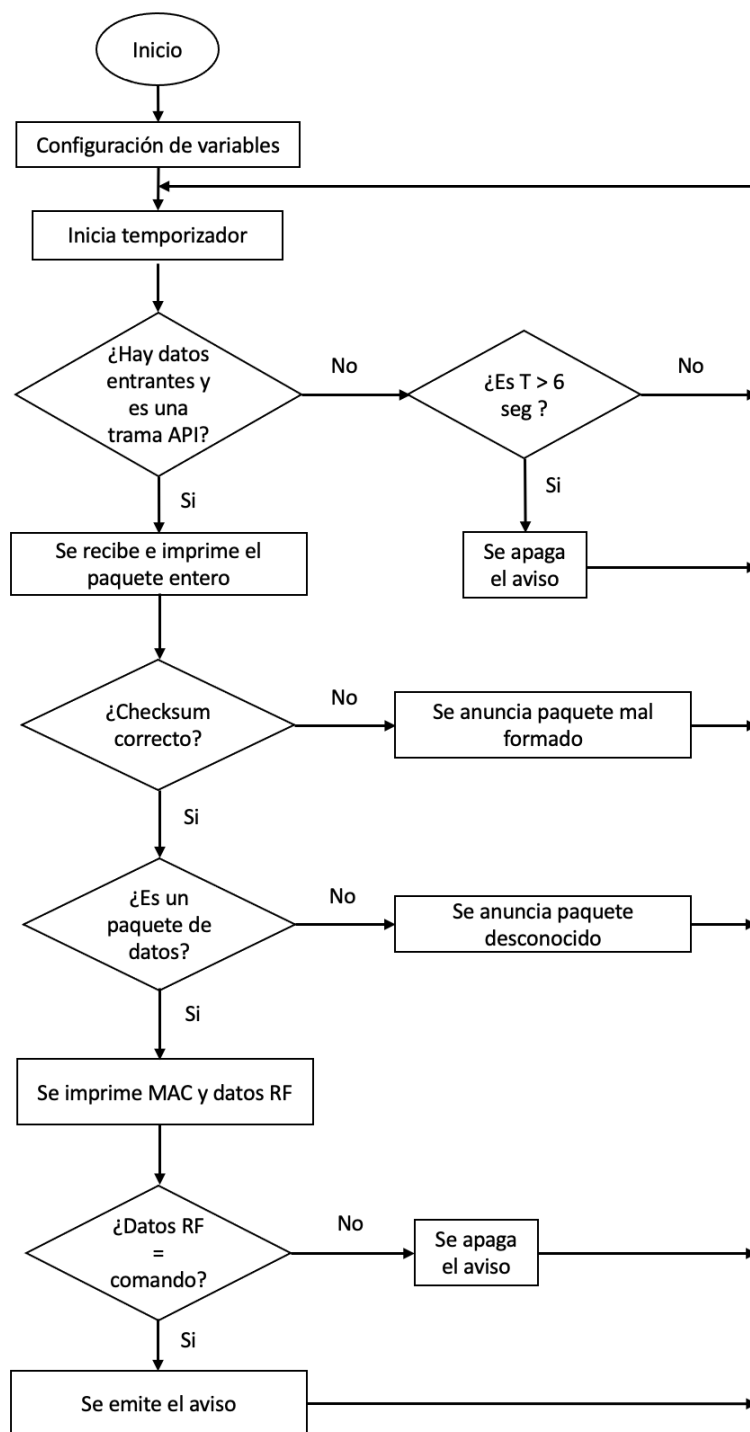 Inicio
Configuración de variables
Inicia temporizador
¿Hay datos
entrantes y
es una
trama API?
No
¿Es T > 6
seg ?
No
Si
Si
Se recibe e imprime el
paquete entero
Se apaga
el aviso
¿Checksum
correcto?
No
Se anuncia paquete mal
formado
Si
¿Es un
paquete de
datos?
No
Se anuncia paquete
desconocido
Si
Se imprime MAC y datos RF
¿Datos RF
=
comando?
No
Se apaga
el aviso
Si
Se emite el aviso